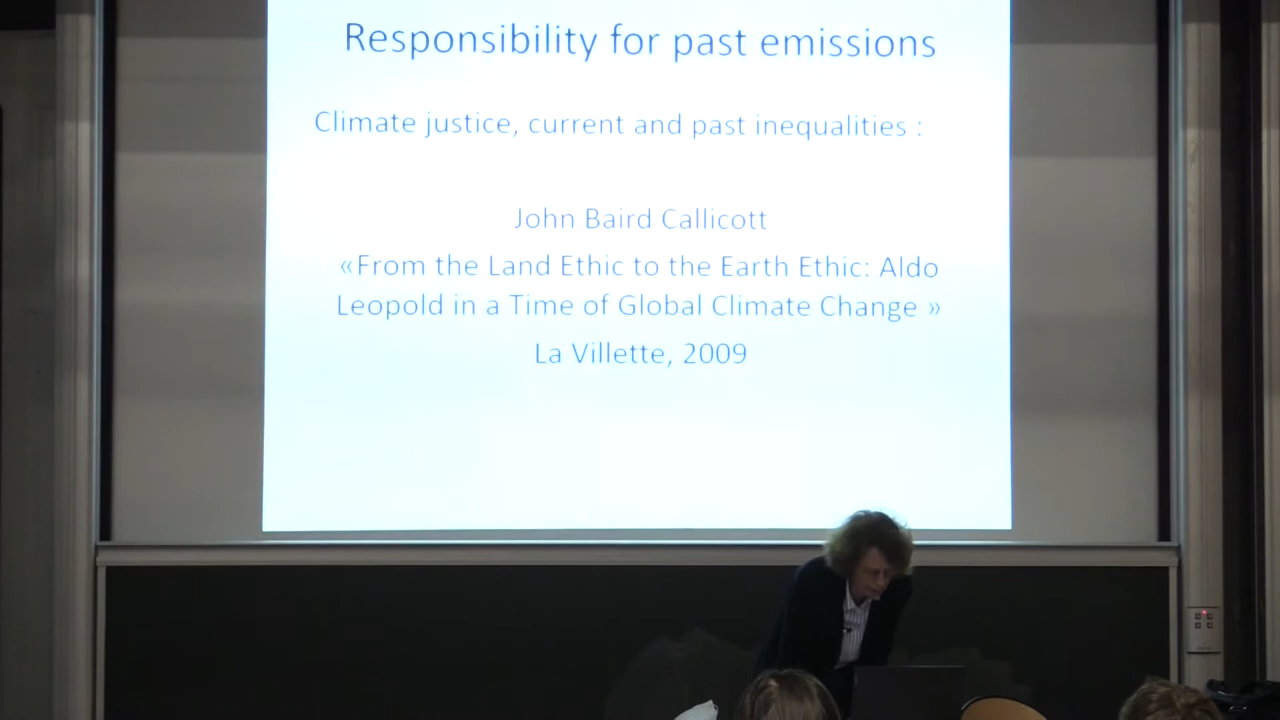 Responsibility for past emissions
Climate justice, current and past inequalities :
John Baird Callicott
«From the Land Ethic to the Earth Ethic: Aldo
Leopold in a Time of Global Climate Change »
La Villette, 2009